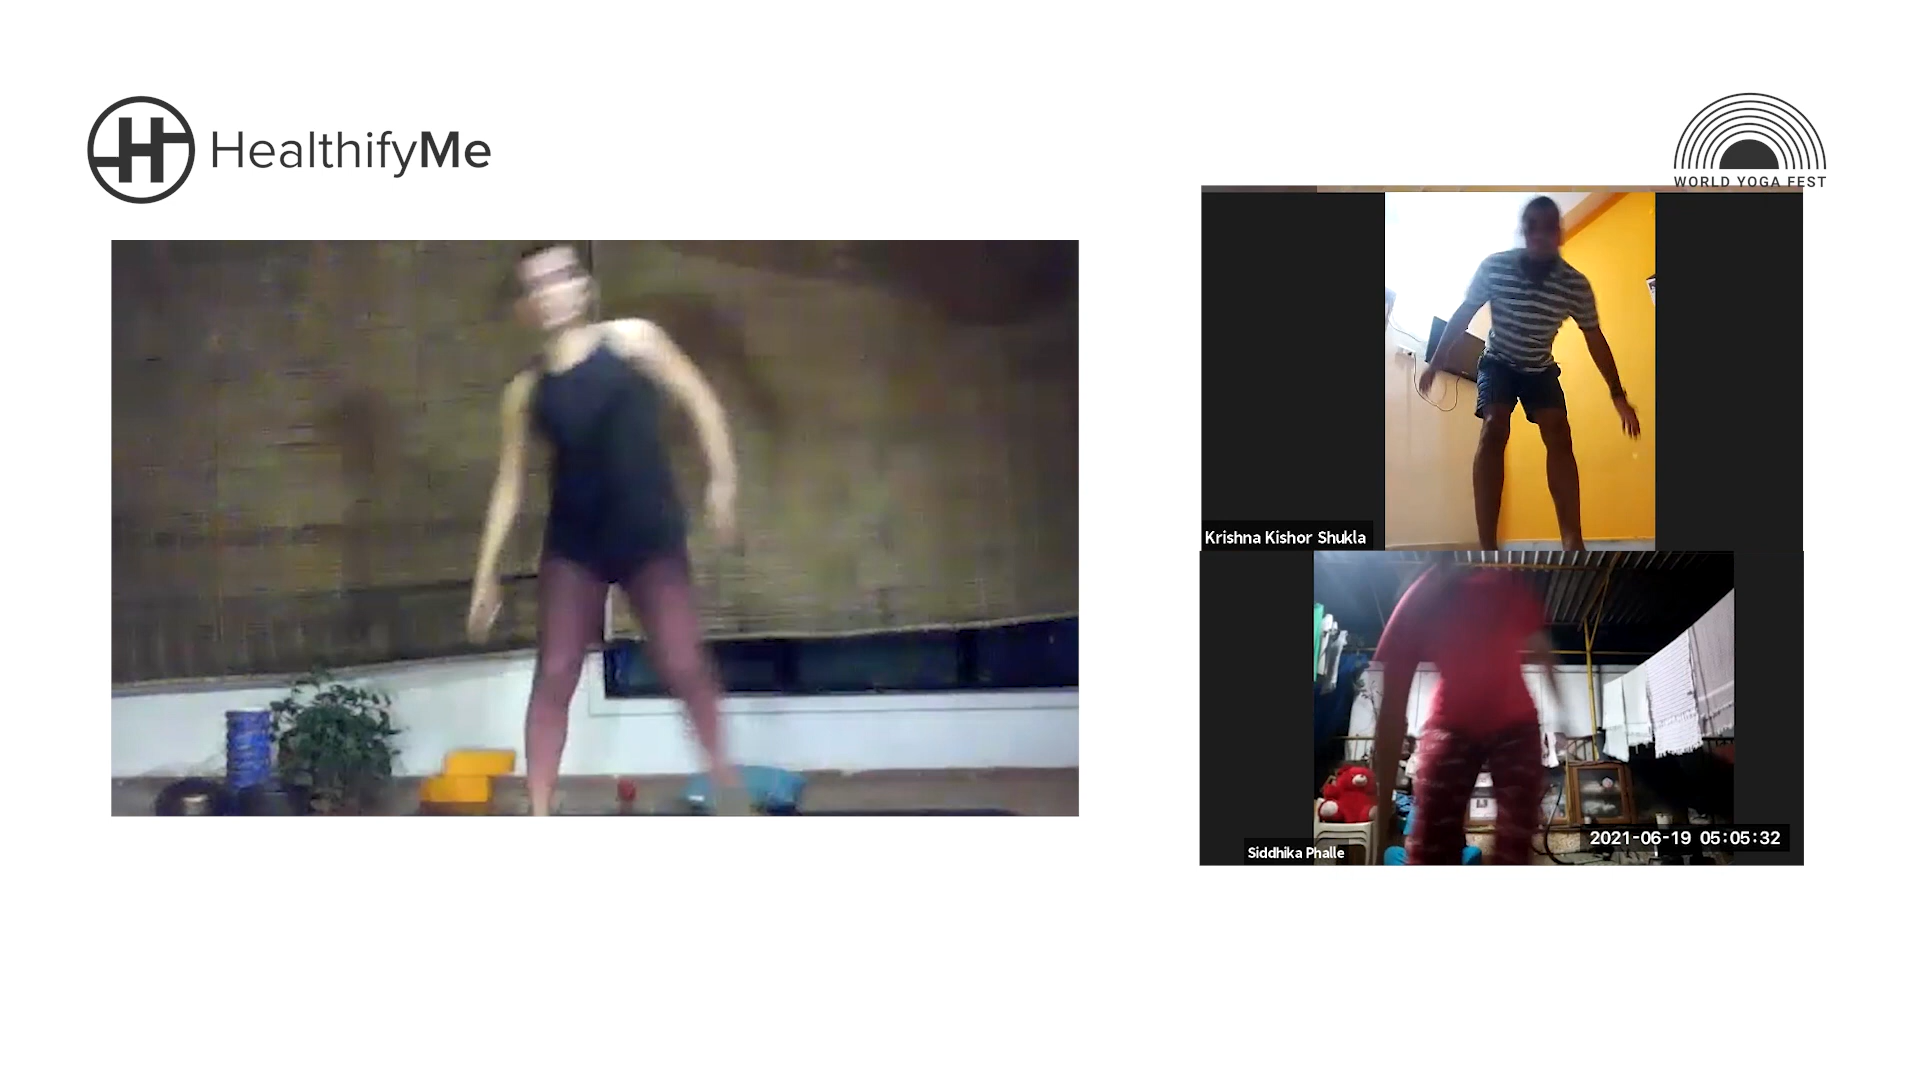 HealthifyMe
WORLD YOGA FEST
Krishna Kishor Shukla
Siddhika Phalle
2021-06-19 05:05:32